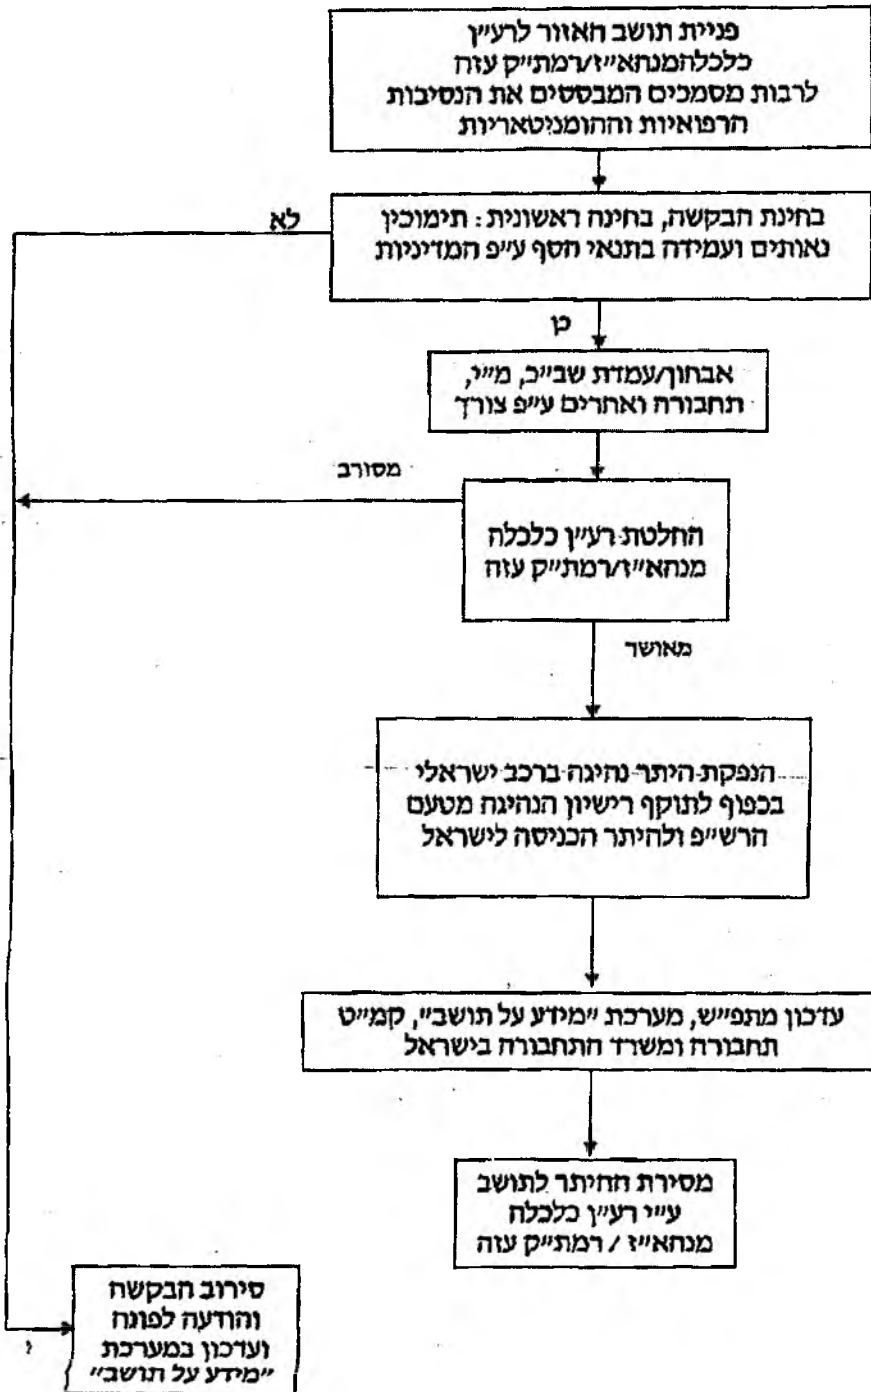 פניית תושב האזור לרע״ן
כלכלהמנהא״ז/רמת״ק עזה
לרבות מסמכים המבססים את הנסיבות
הרפואיות וההומניטאריות
בחינת הבקשה, בחינה ראשונית: תימוכין
נאותים ועמידה בתנאי הסף ע״פ המדיניות
לא
כן
אבחון/עמדת שב״כ, מ״י,
תחבורה ואחרים ע״פ צורך
מסורב
החלטת רע״ן כלכלה
מנהא״ז/רמת״ק עזה
מאושר
הנפקת היתר נהיגה ברכב ישראלי
בכפוף לתוקף רישיון הנהיגה מטעם
הרש״פ ולהיתר הכניסה לישראל
עדכון מתפ״ש, מערכת ״מידע על תושב״, קמ״ט
תחבורה ומשרד התחבורה בישראל
מסירת ההיתר לתושב
ע״י רע״ן כלכלה
מנהא״ז / רמת״ק עזה
סירוב הבקשה
והודעה לפונה
ועדכון במערכת
״מידע על תושב״